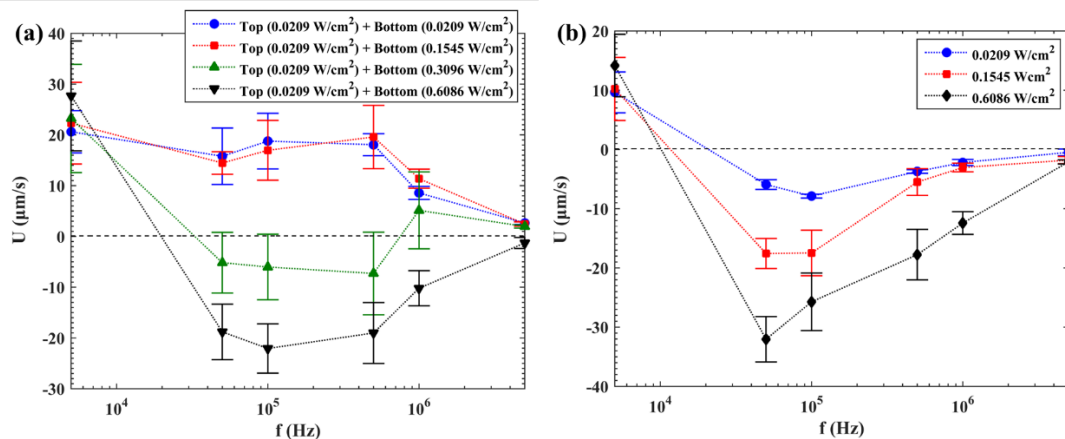 (a)
Top (0.0209 W/cm²) + Bottom (0.0209 W/cm²)
Top (0.0209 W/cm²) + Bottom (0.1545 W/cm²)
Top (0.0209 W/cm²) + Bottom (0.3096 W/cm²)
Top (0.0209 W/cm²) + Bottom (0.6086 W/cm²)
U (μm/s)
40
30
20
10
0
-10
-20
-30
10⁴
10⁵
10⁶
f (Hz)
(b)
0.0209 W/cm²
0.1545 Wcm²
0.6086 W/cm²
U (μm/s)
20
10
0
-10
-20
-30
-40
10⁴
10⁵
10⁶
f (Hz)